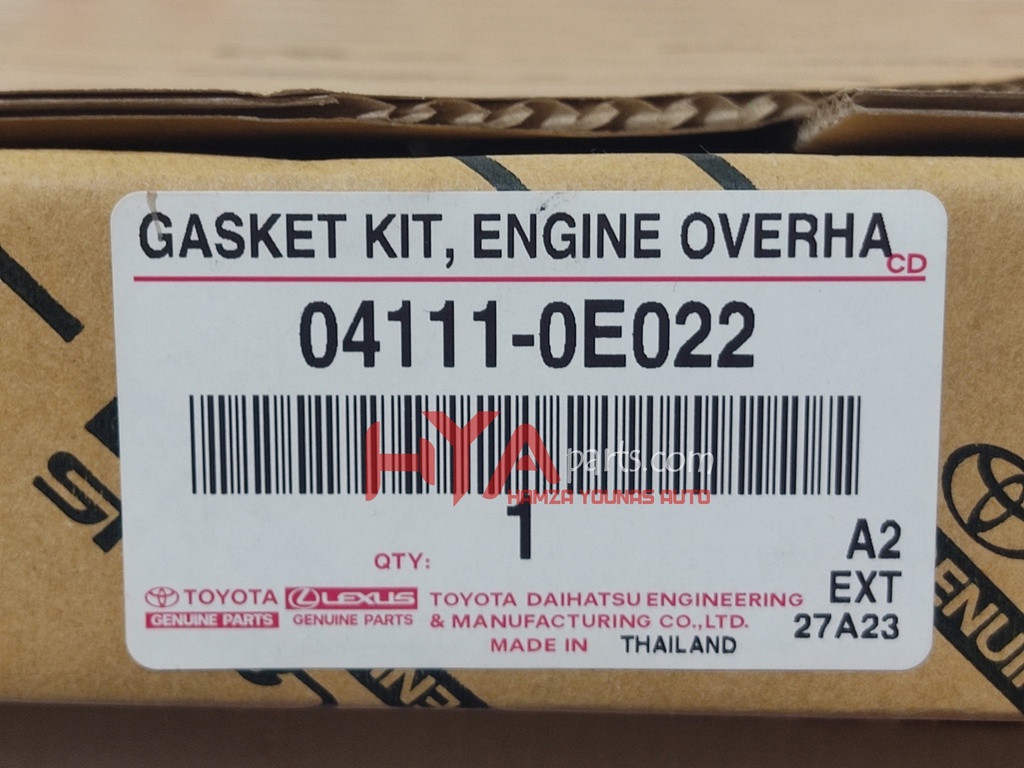 GASKET KIT, ENGINE OVERHA
CD
04111-0E022
HYA parts.com
HAMZA YOUNAS AUTO
QTY: 1
A2
EXT
27A23
TOYOTA
GENUINE PARTS
LEXUS
GENUINE PARTS
TOYOTA DAIHATSU ENGINEERING
& MANUFACTURING CO.,LTD.
MADE IN THAILAND